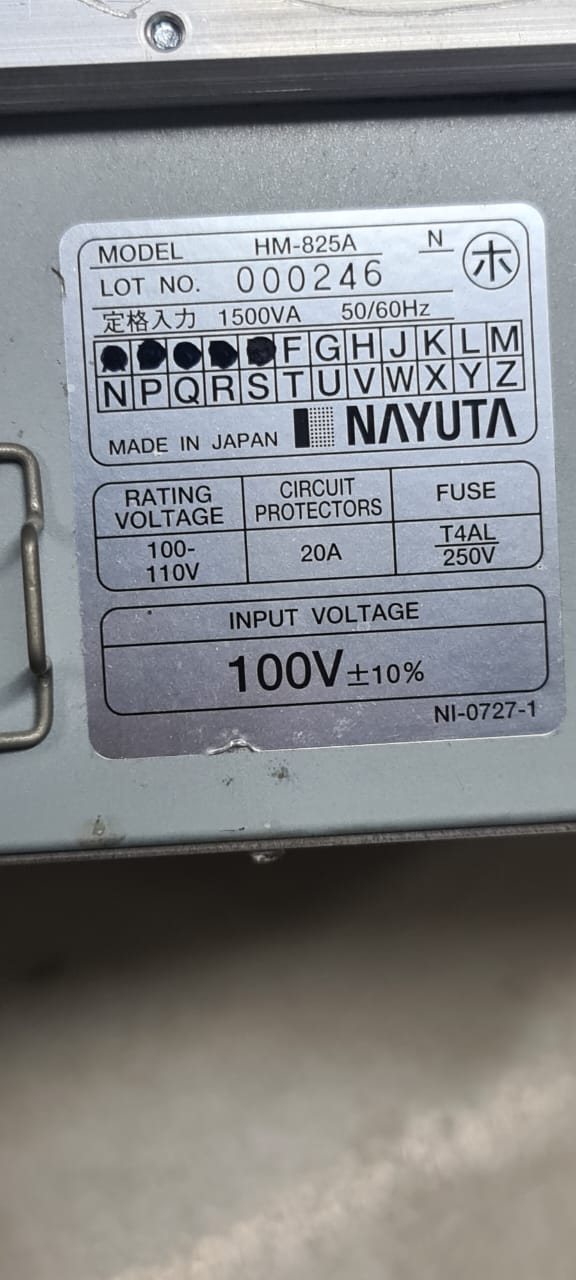 MODEL HM-825A N ホ
LOT NO. 000246
定格入力 1500VA 50/60Hz
F G H J K L M
N P Q R S T U V W X Y Z
MADE IN JAPAN NAYUTA
RATING VOLTAGE CIRCUIT PROTECTORS FUSE
100-110V 20A T4AL 250V
INPUT VOLTAGE
100V±10%
NI-0727-1